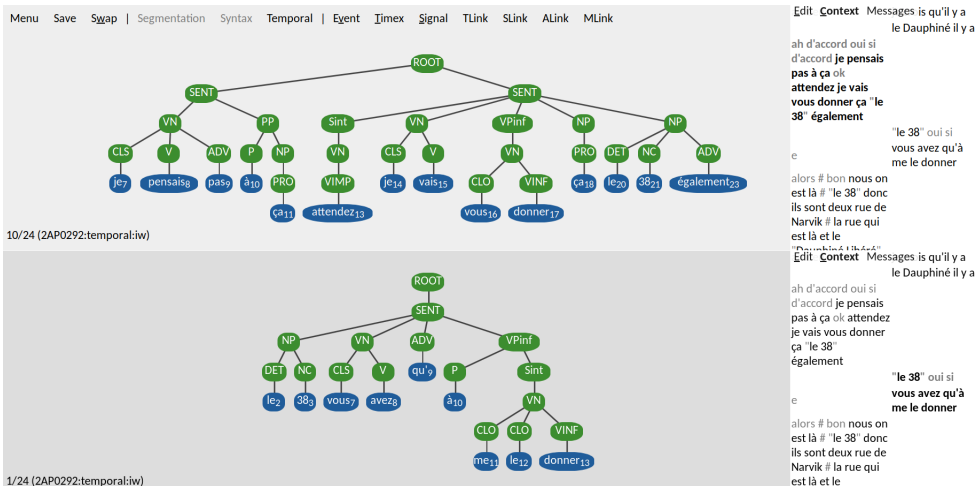 Menu Save Swap | Segmentation Syntax Temporal | Event Timex Signal TLink SLink ALink MLink
ROOT
SENT SENT
VN PP Sint VN VPinf NP NP
CLS V ADV P NP VN CLS V VN PRO DET NC ADV
je7 pensais8 pas9 à10 PRO VIMP je14 vais15 CLO VINF ça18 le20 3821 également23
ça11 attendez13 vous16 donner17
10/24 (2AP0292:temporal:iw)
Edit Context Messages
is qu'il y a
le Dauphiné il y a
ah d'accord oui si
d'accord je pensais
pas à ça ok
attendez je vais
vous donner ça "le
38" également
"le 38" oui si
vous avez qu'à
me le donner
e
alors # bon nous on
est là # "le 38" donc
ils sont deux rue de
Narvik # la rue qui
est là et le
"Dauphiné Libéré"
ROOT
SENT
NP VN ADV VPinf
DET NC CLS V qu'9 P Sint
le2 383 vous7 avez8 à10 VN
CLO CLO VINF
me11 le12 donner13
1/24 (2AP0292:temporal:iw)
Edit Context Messages
is qu'il y a
le Dauphiné il y a
ah d'accord oui si
d'accord je pensais
pas à ça ok attendez
je vais vous donner
ça "le 38"
également
"le 38" oui si
vous avez qu'à
me le donner
e
alors # bon nous on
est là # "le 38" donc
ils sont deux rue de
Narvik # la rue qui
est là et le